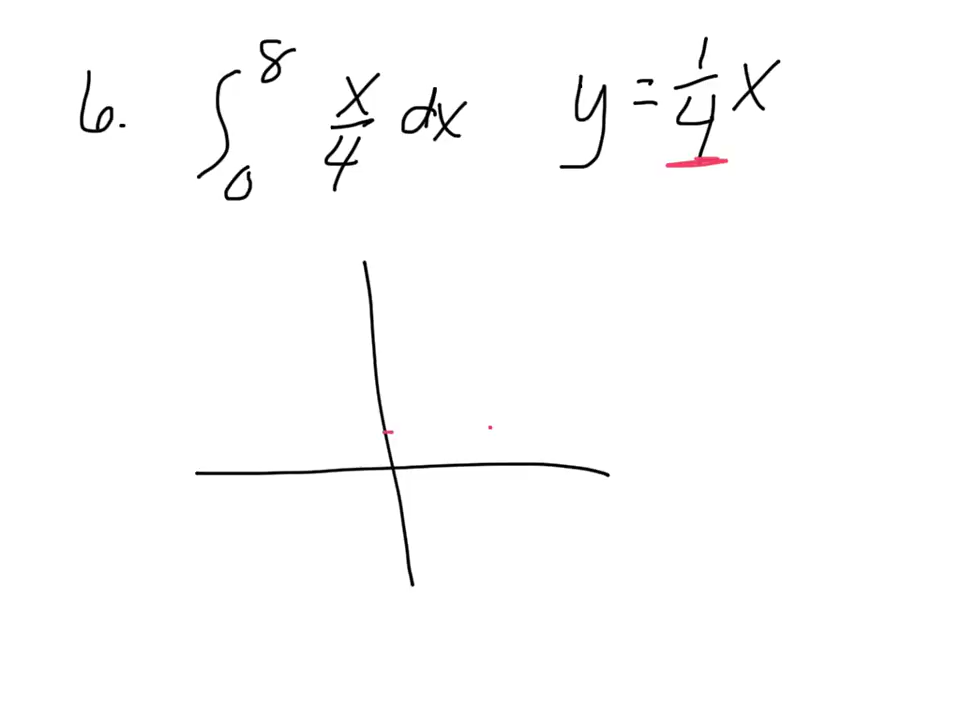 6. ∫₀⁸ x/4 dx y = 1/4 x